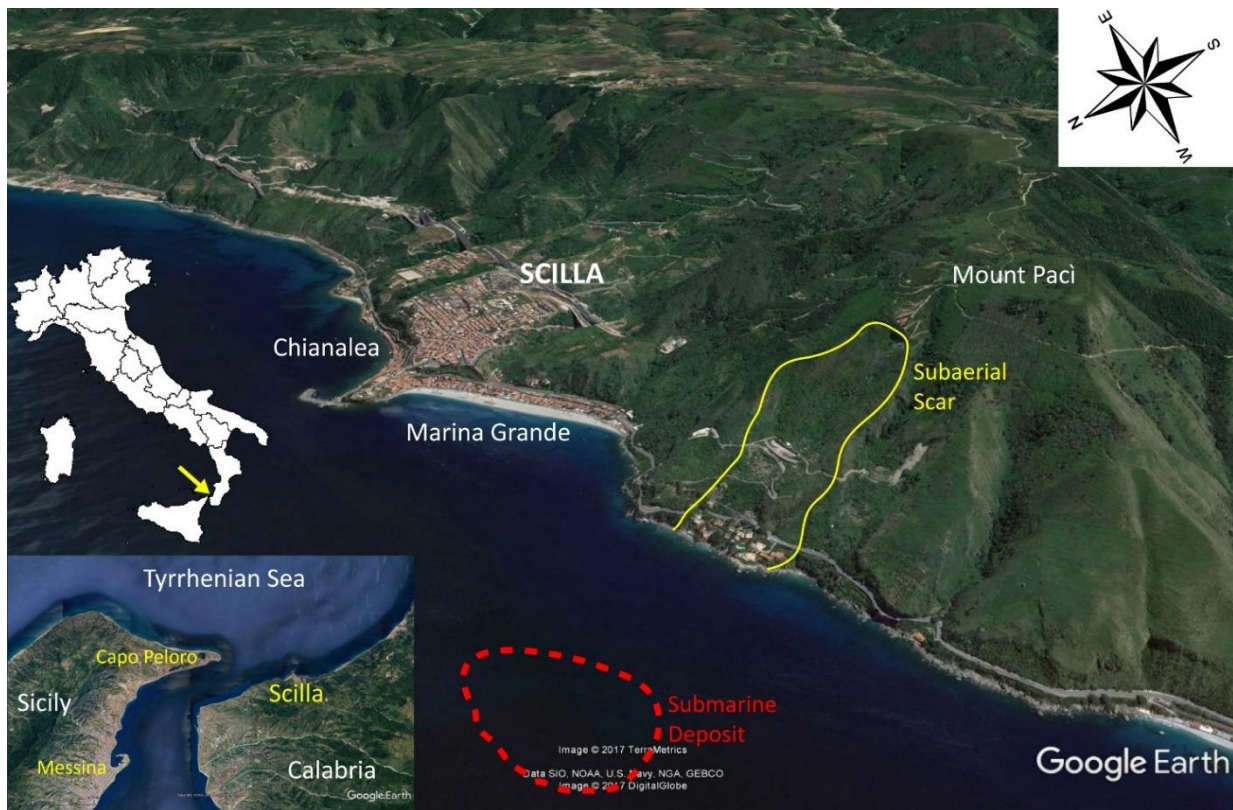 E
S
N
W
SCILLA
Mount Pacì
Chianalea
Subaerial
Scar
Marina Grande
Tyrrhenian Sea
Capo Peloro
Sicily
Scilla
Messina
Calabria
Google Earth
Submarine
Deposit
Image © 2017 TerraMetrics
Data SIO, NOAA, U.S. Navy, NGA, GEBCO
Image © 2017 DigitalGlobe
Google Earth